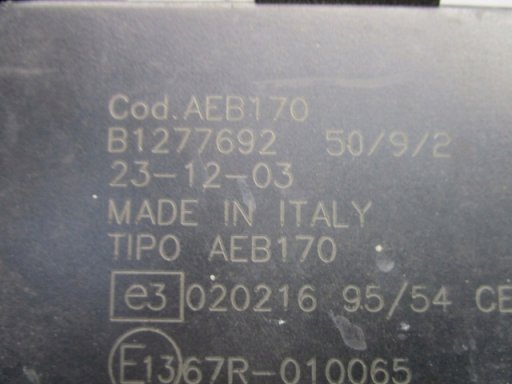 Cod.AEB170
B1277692 50/9/2
23-12-03
MADE IN ITALY
TIPO AEB170
e3 020216 95/54 CE
E13 67R-010065